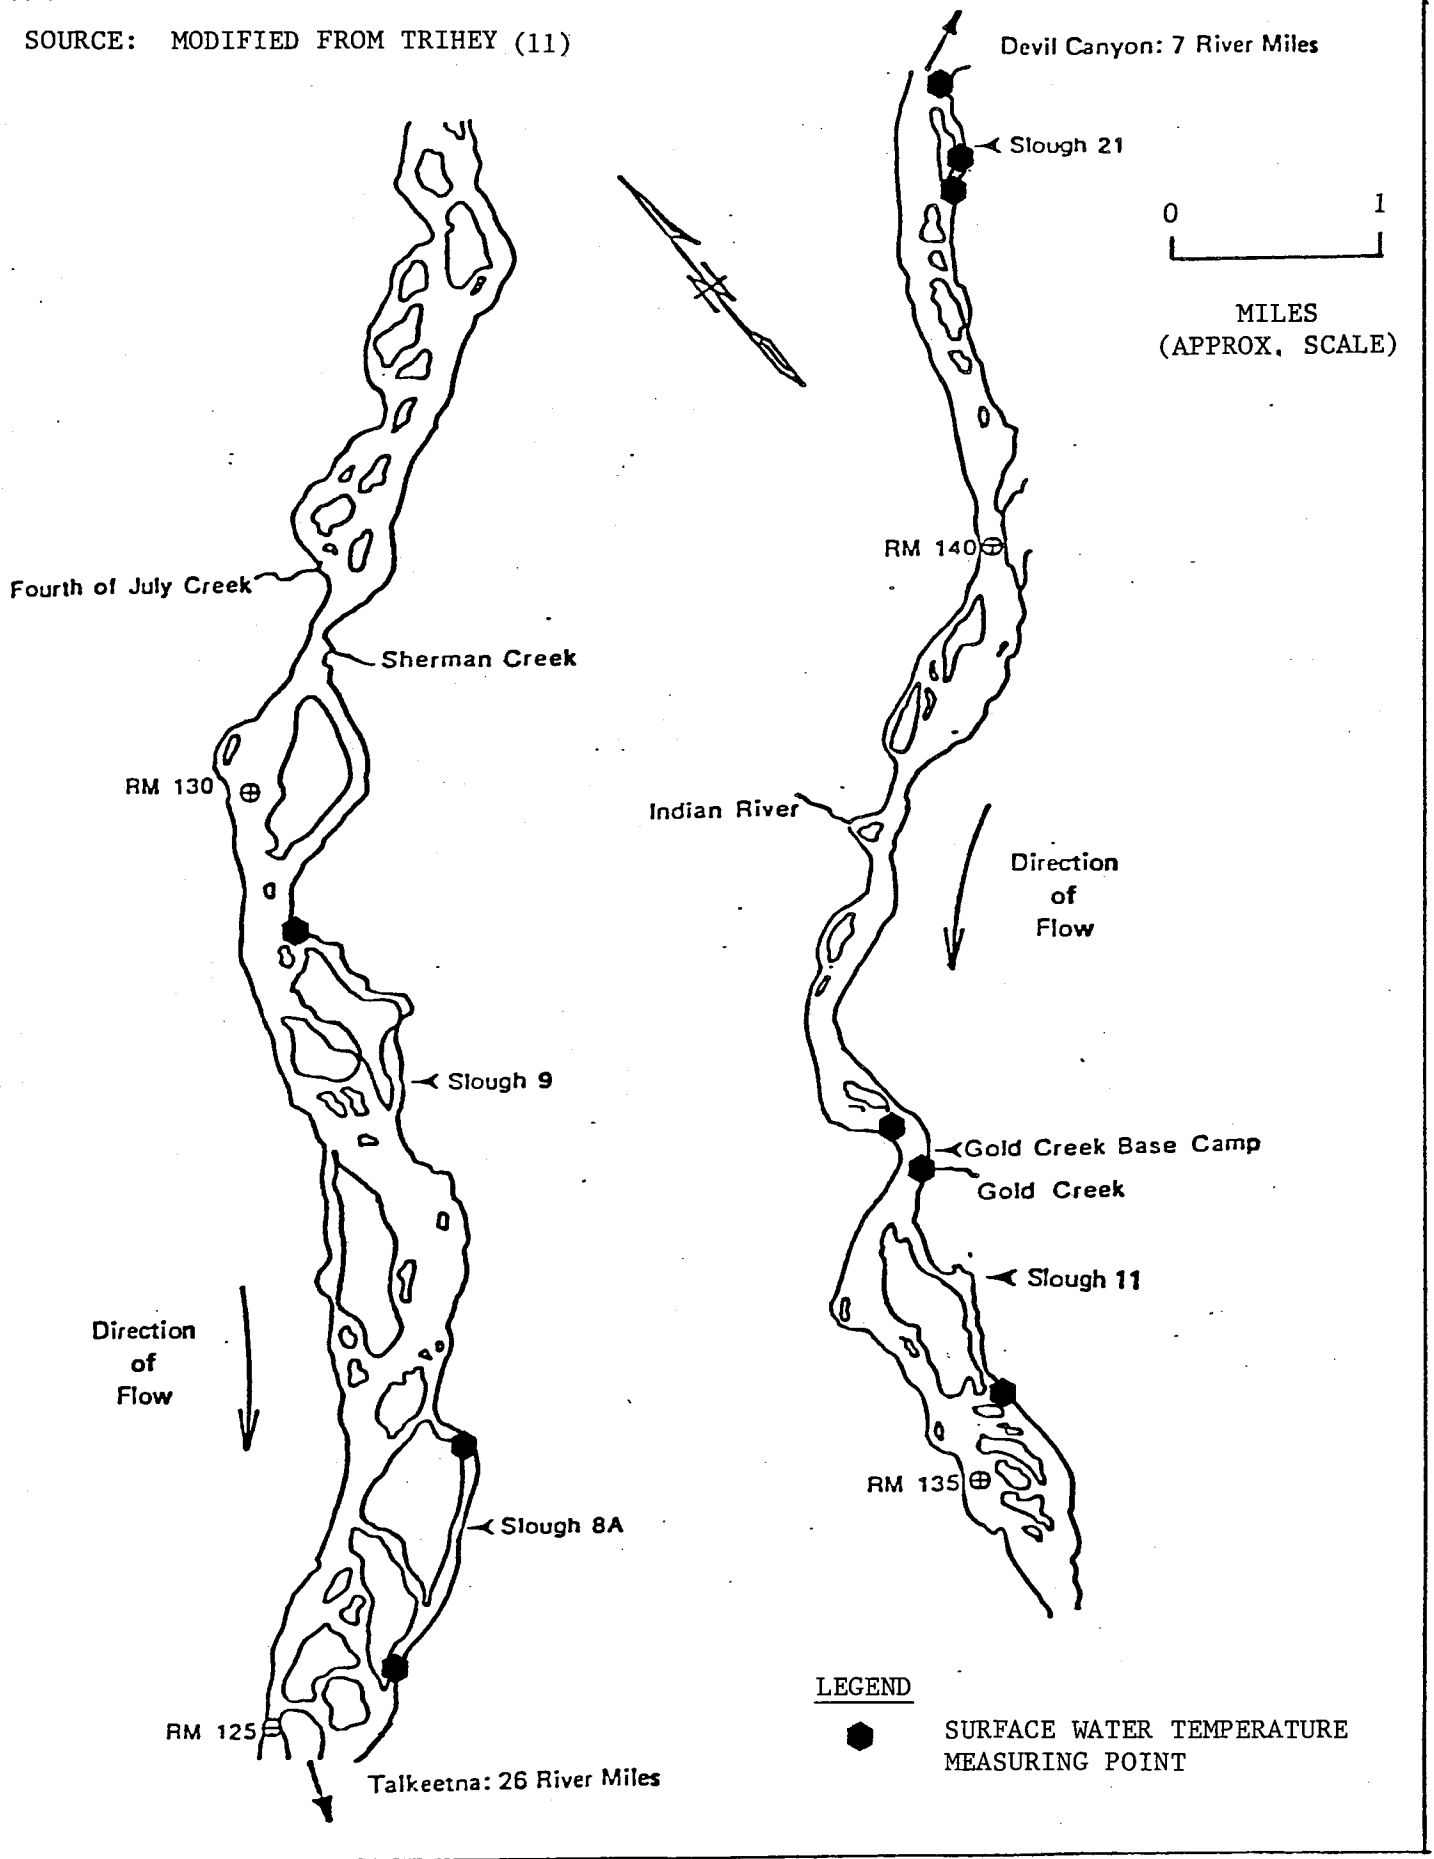 SOURCE: MODIFIED FROM TRIHEY (11)
Devil Canyon: 7 River Miles
Slough 21
0 1
MILES
(APPROX. SCALE)
RM 140
Fourth of July Creek
Sherman Creek
RM 130
Indian River
Direction
of
Flow
Slough 9
Gold Creek Base Camp
Gold Creek
Slough 11
Direction
of
Flow
RM 135
Slough 8A
RM 125
Talkeetna: 26 River Miles
LEGEND
SURFACE WATER TEMPERATURE
MEASURING POINT